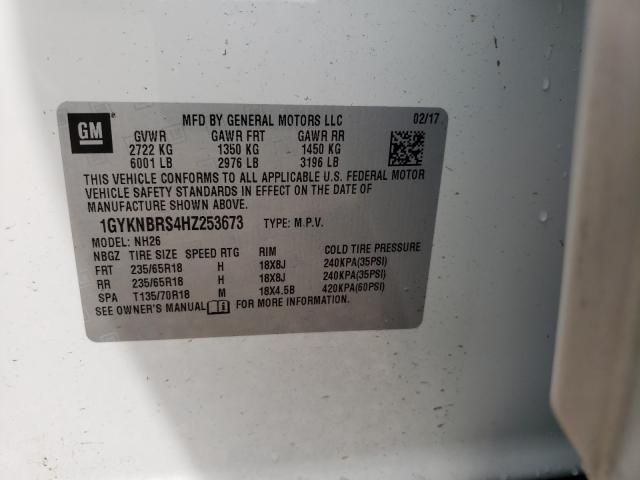 GM
MFD BY GENERAL MOTORS LLC 02/17
GVWR GAWR FRT GAWR RR
2722 KG 1350 KG 1450 KG
6001 LB 2976 LB 3196 LB
THIS VEHICLE CONFORMS TO ALL APPLICABLE U.S. FEDERAL MOTOR
VEHICLE SAFETY STANDARDS IN EFFECT ON THE DATE OF
MANUFACTURE SHOWN ABOVE.
1GYKNBRS4HZ253673 TYPE: M.P.V.
MODEL: NH26
NBGZ TIRE SIZE SPEED RTG RIM COLD TIRE PRESSURE
FRT 235/65R18 H 18X8J 240KPA(35PSI)
RR 235/65R18 H 18X8J 240KPA(35PSI)
SPA T135/70R18 M 18X4.5B 420KPA(60PSI)
SEE OWNER'S MANUAL FOR MORE INFORMATION.